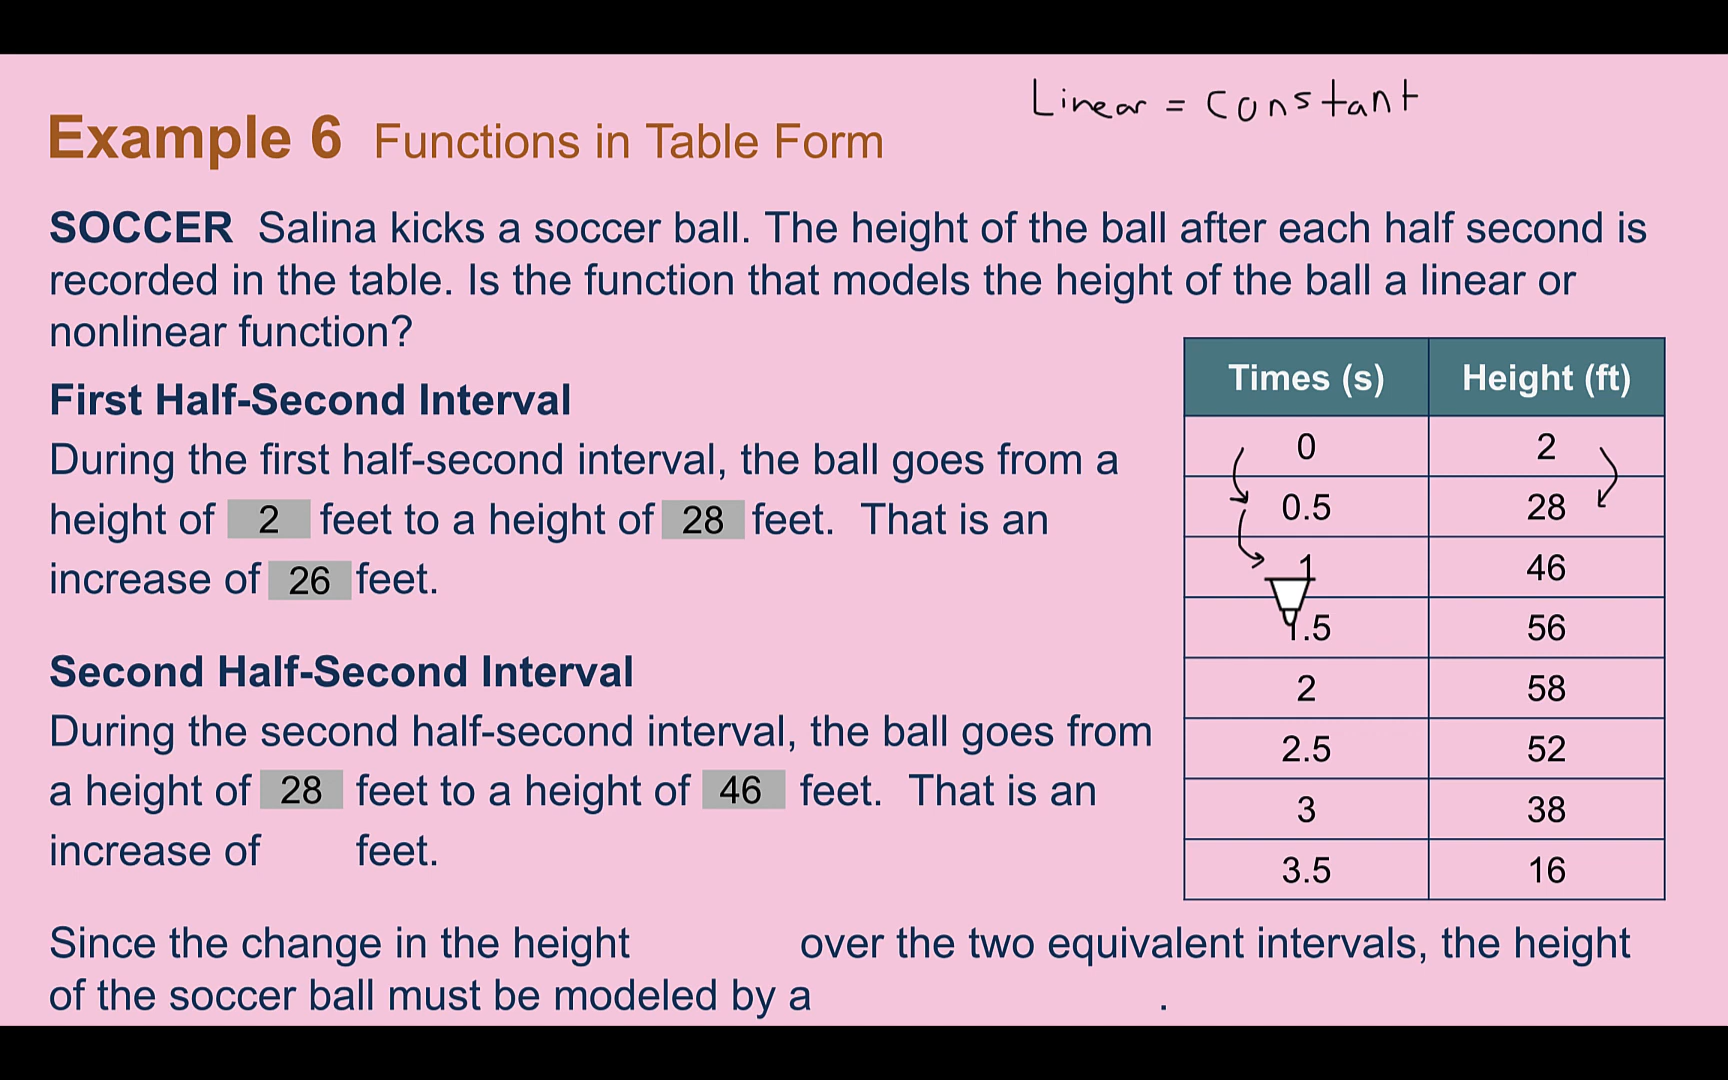 Linear = constant
Example 6 Functions in Table Form
SOCCER Salina kicks a soccer ball. The height of the ball after each half second is
recorded in the table. Is the function that models the height of the ball a linear or
nonlinear function?
First Half-Second Interval
During the first half-second interval, the ball goes from a
height of 2 feet to a height of 28 feet. That is an
increase of 26 feet.
Second Half-Second Interval
During the second half-second interval, the ball goes from
a height of 28 feet to a height of 46 feet. That is an
increase of feet.
Times (s) Height (ft)
0 2
0.5 28
1 46
1.5 56
2 58
2.5 52
3 38
3.5 16
Since the change in the height over the two equivalent intervals, the height
of the soccer ball must be modeled by a .